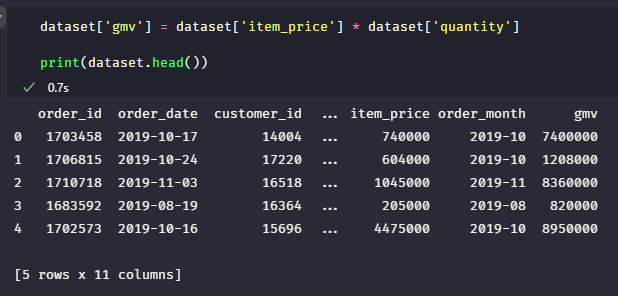 dataset['gmv'] = dataset['item_price'] * dataset['quantity']
print(dataset.head())
0.7s
order_id order_date customer_id ... item_price order_month gmv
0 1703458 2019-10-17 14004 ... 740000 2019-10 7400000
1 1706815 2019-10-24 17220 ... 604000 2019-10 1208000
2 1710718 2019-11-03 16518 ... 1045000 2019-11 8360000
3 1683592 2019-08-19 16364 ... 205000 2019-08 820000
4 1702573 2019-10-16 15696 ... 4475000 2019-10 8950000
[5 rows x 11 columns]